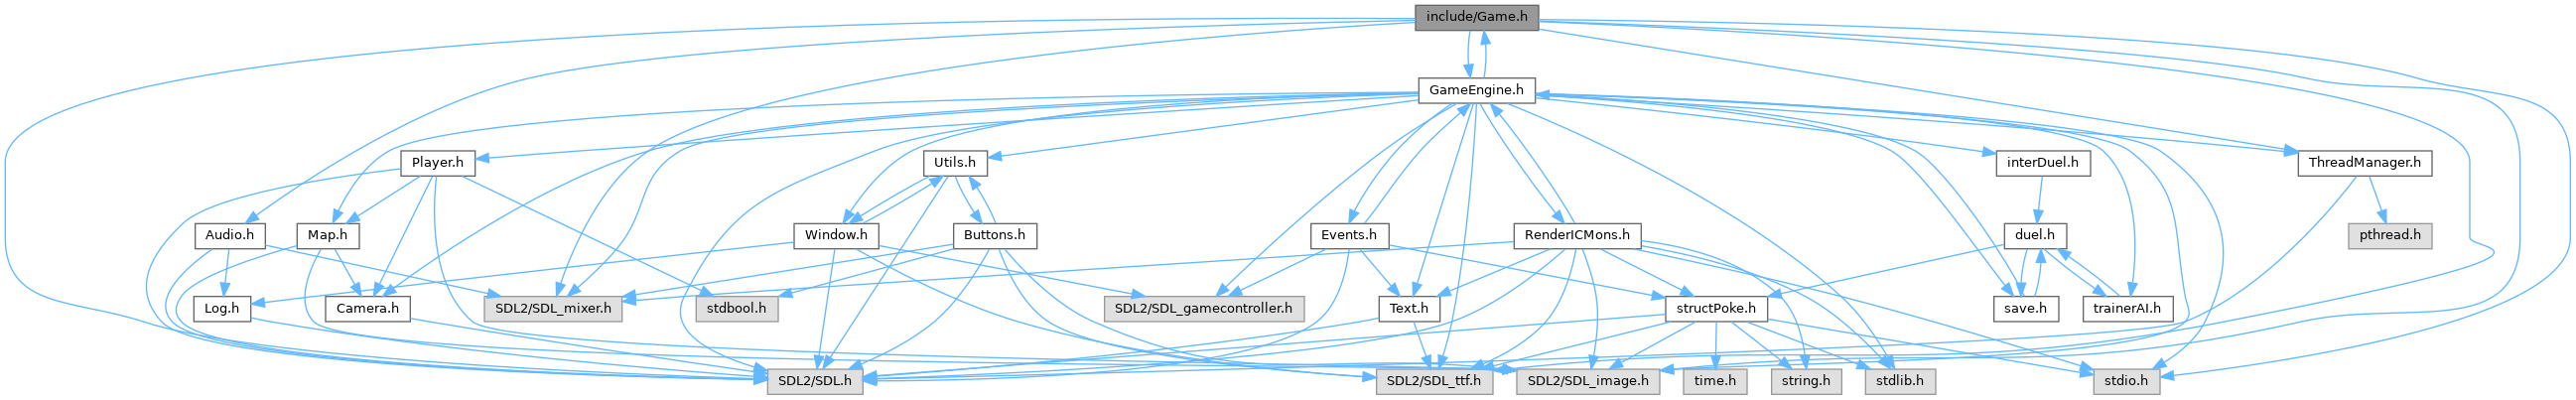 include/Game.h
GameEngine.h
Player.h
Utils.h
interDuel.h
ThreadManager.h
Audio.h
Map.h
Window.h
Buttons.h
Events.h
RenderICMons.h
duel.h
pthread.h
Log.h
Camera.h
SDL2/SDL_mixer.h
stdbool.h
SDL2/SDL_gamecontroller.h
Text.h
structPoke.h
save.h
trainerAI.h
SDL2/SDL.h
SDL2/SDL_ttf.h
SDL2/SDL_image.h
time.h
string.h
stdlib.h
stdio.h